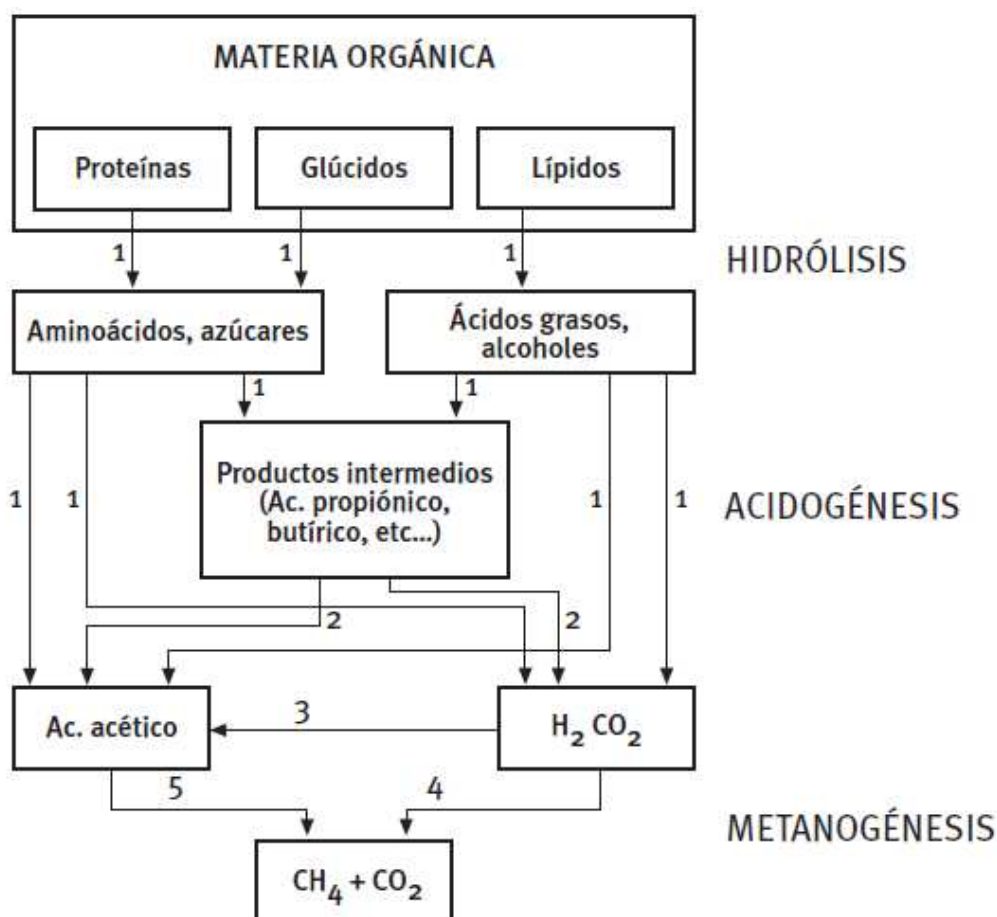 MATERIA ORGÁNICA
Proteínas
Glúcidos
Lípidos
1
1
1
HIDRÓLISIS
Aminoácidos, azúcares
Ácidos grasos,
alcoholes
1
1
Productos intermedios
(Ac. propiónico,
butírico, etc...)
1
1
1
1
ACIDOGÉNESIS
2
2
Ac. acético
3
H₂ CO₂
5
4
METANOGÉNESIS
CH₄ + CO₂